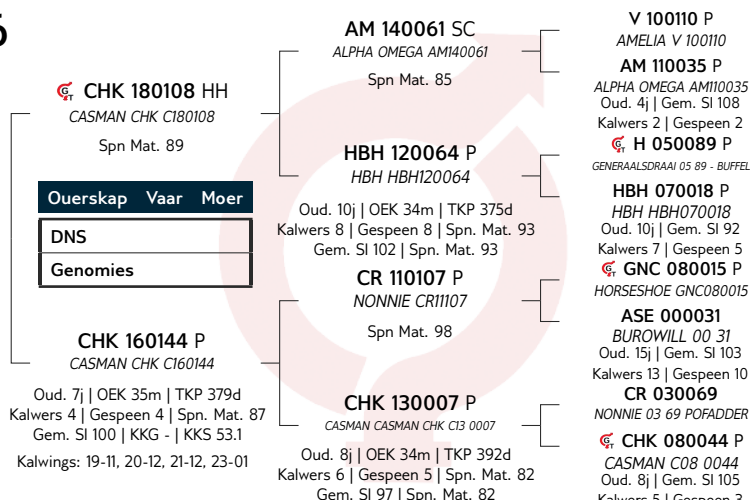 CHK 180108 HH
CASMAN CHK C180108
Spn Mat. 89
Ouerskap Vaar Moer
DNS
Genomies
CHK 160144 P
CASMAN CHK C160144
Oud. 7j | OEK 35m | TKP 379d
Kalwers 4 | Gespeen 4 | Spn. Mat. 87
Gem. SI 100 | KKG - | KKS 53.1
Kalwings: 19-11, 20-12, 21-12, 23-01
AM 140061 SC
ALPHA OMEGA AM140061
Spn Mat. 85
HBH 120064 P
HBH HBH120064
Oud. 10j | OEK 34m | TKP 375d
Kalwers 8 | Gespeen 8 | Spn. Mat. 93
Gem. SI 102 | Spn. Mat. 93
CR 110107 P
NONNIE CR11107
Spn Mat. 98
CHK 130007 P
CASMAN CASMAN CHK C13 0007
Oud. 8j | OEK 34m | TKP 392d
Kalwers 6 | Gespeen 5 | Spn. Mat. 82
Gem. SI 97 | Spn. Mat. 82
V 100110 P
AMELIA V 100110
AM 110035 P
ALPHA OMEGA AM110035
Oud. 4j | Gem. SI 108
Kalwers 2 | Gespeen 2
H 050089 P
GENERAALSDRAAI 05 89 - BUFFEL
HBH 070018 P
HBH HBH070018
Oud. 10j | Gem. SI 92
Kalwers 7 | Gespeen 5
GNC 080015 P
HORSESHOE GNC080015
ASE 000031
BUROWILL 00 31
Oud. 15j | Gem. SI 103
Kalwers 13 | Gespeen 10
CR 030069
NONNIE 03 69 POFADDER
CHK 080044 P
CASMAN C08 0044
Oud. 8j | Gem. SI 105
Kalwers 5 | Gespeen 3